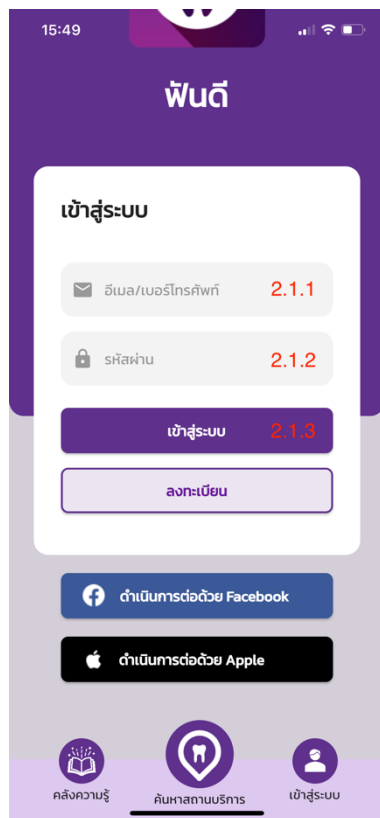 15:49
ฟันดี
เข้าสู่ระบบ
อีเมล/เบอร์โทรศัพท์ 2.1.1
รหัสผ่าน 2.1.2
เข้าสู่ระบบ 2.1.3
ลงทะเบียน
ดำเนินการต่อด้วย Facebook
ดำเนินการต่อด้วย Apple
คลังความรู้ ค้นหาสถานบริการ เข้าสู่ระบบ